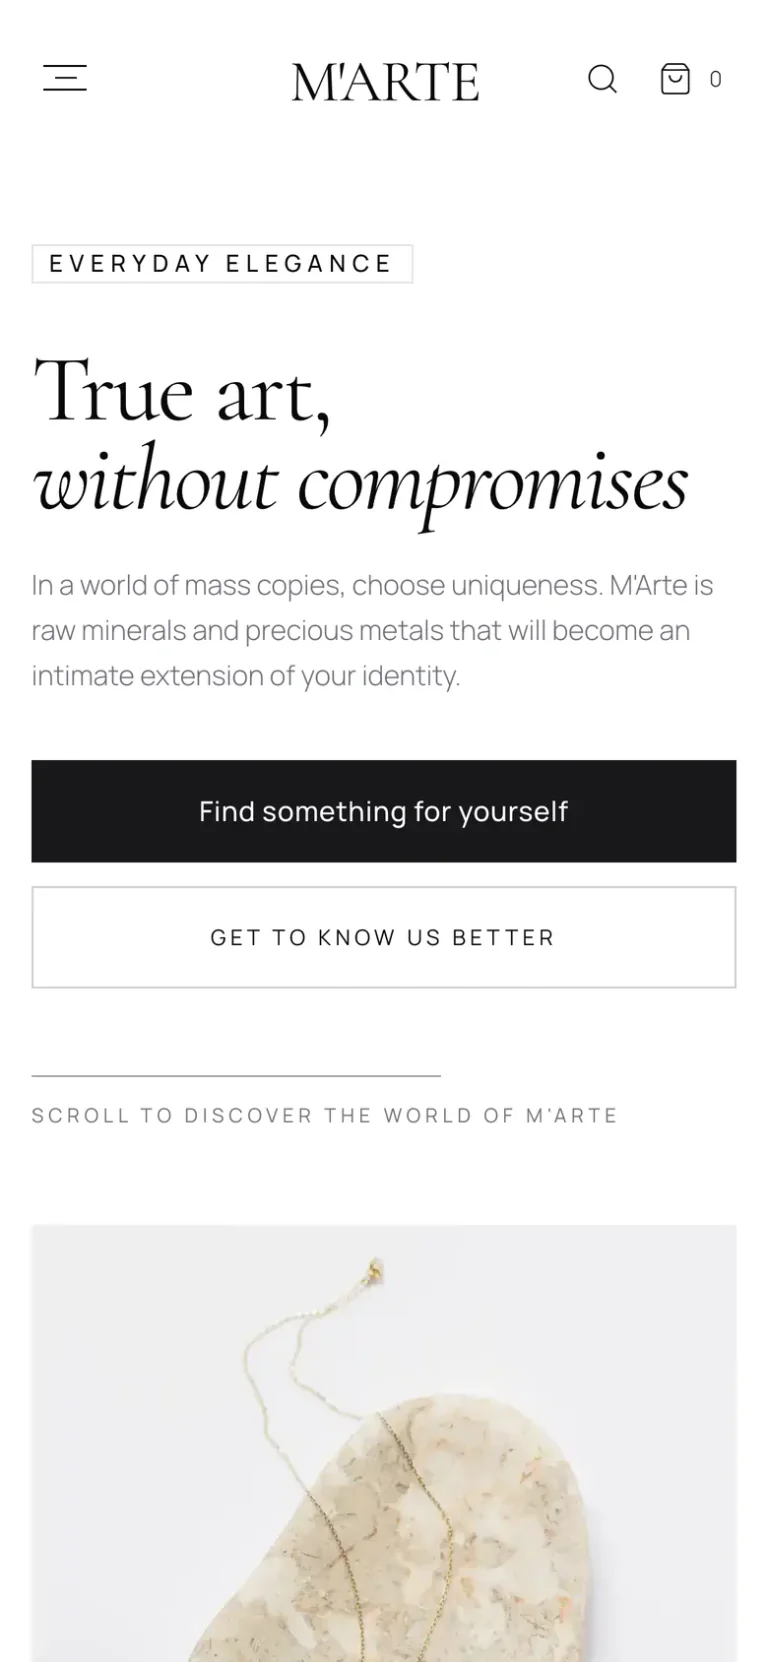 M'ARTE
0
EVERYDAY ELEGANCE
True art,
without compromises
In a world of mass copies, choose uniqueness. M'Arte is
raw minerals and precious metals that will become an
intimate extension of your identity.
Find something for yourself
GET TO KNOW US BETTER
SCROLL TO DISCOVER THE WORLD OF M'ARTE